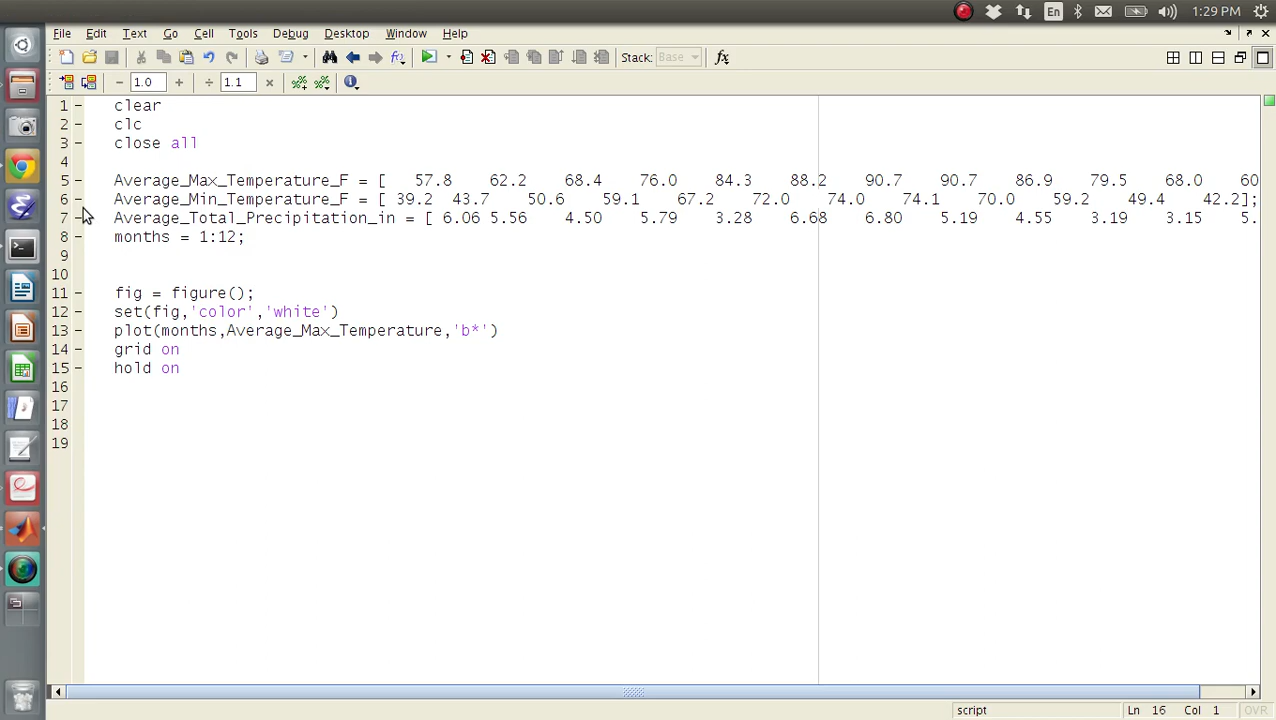 En 1:29 PM
File Edit Text Go Cell Tools Debug Desktop Window Help
Stack: Base fx
− 1.0 + ÷ 1.1 ×
1 – clear
2 – clc
3 – close all
4
5 – Average_Max_Temperature_F = [ 57.8 62.2 68.4 76.0 84.3 88.2 90.7 90.7 86.9 79.5 68.0 60
6 – Average_Min_Temperature_F = [ 39.2 43.7 50.6 59.1 67.2 72.0 74.0 74.1 70.0 59.2 49.4 42.2];
7 – Average_Total_Precipitation_in = [ 6.06 5.56 4.50 5.79 3.28 6.68 6.80 5.19 4.55 3.19 3.15 5.
8 – months = 1:12;
9
10
11 – fig = figure();
12 – set(fig,'color','white')
13 – plot(months,Average_Max_Temperature,'b*')
14 – grid on
15 – hold on
16
17
18
19
script Ln 16 Col 1 OVR